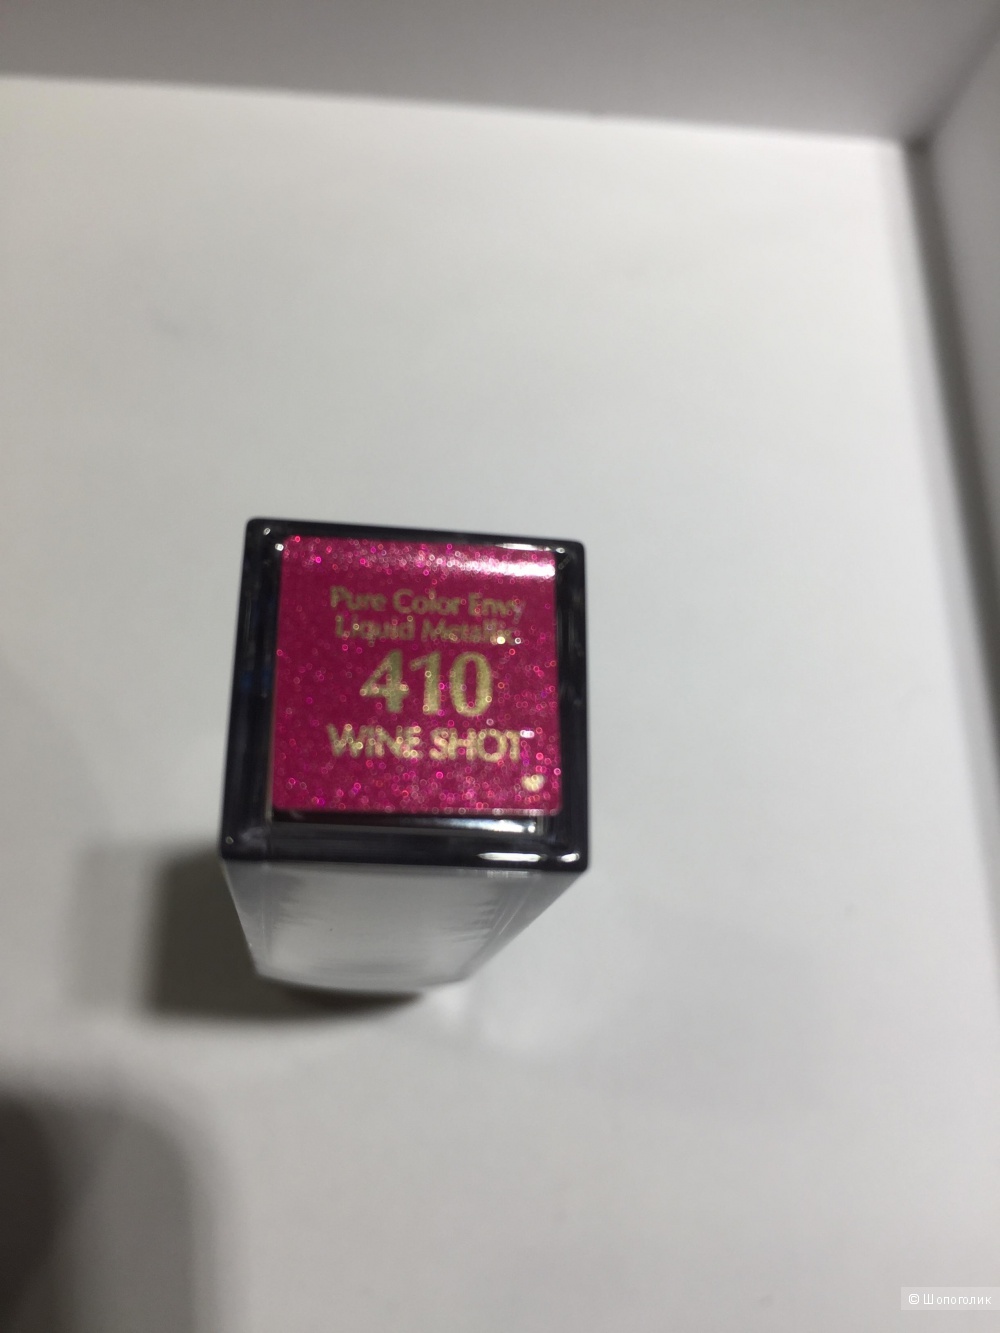 Pure Color Envy
Liquid Metallic
410
WINE SHOT
© Шопоголик